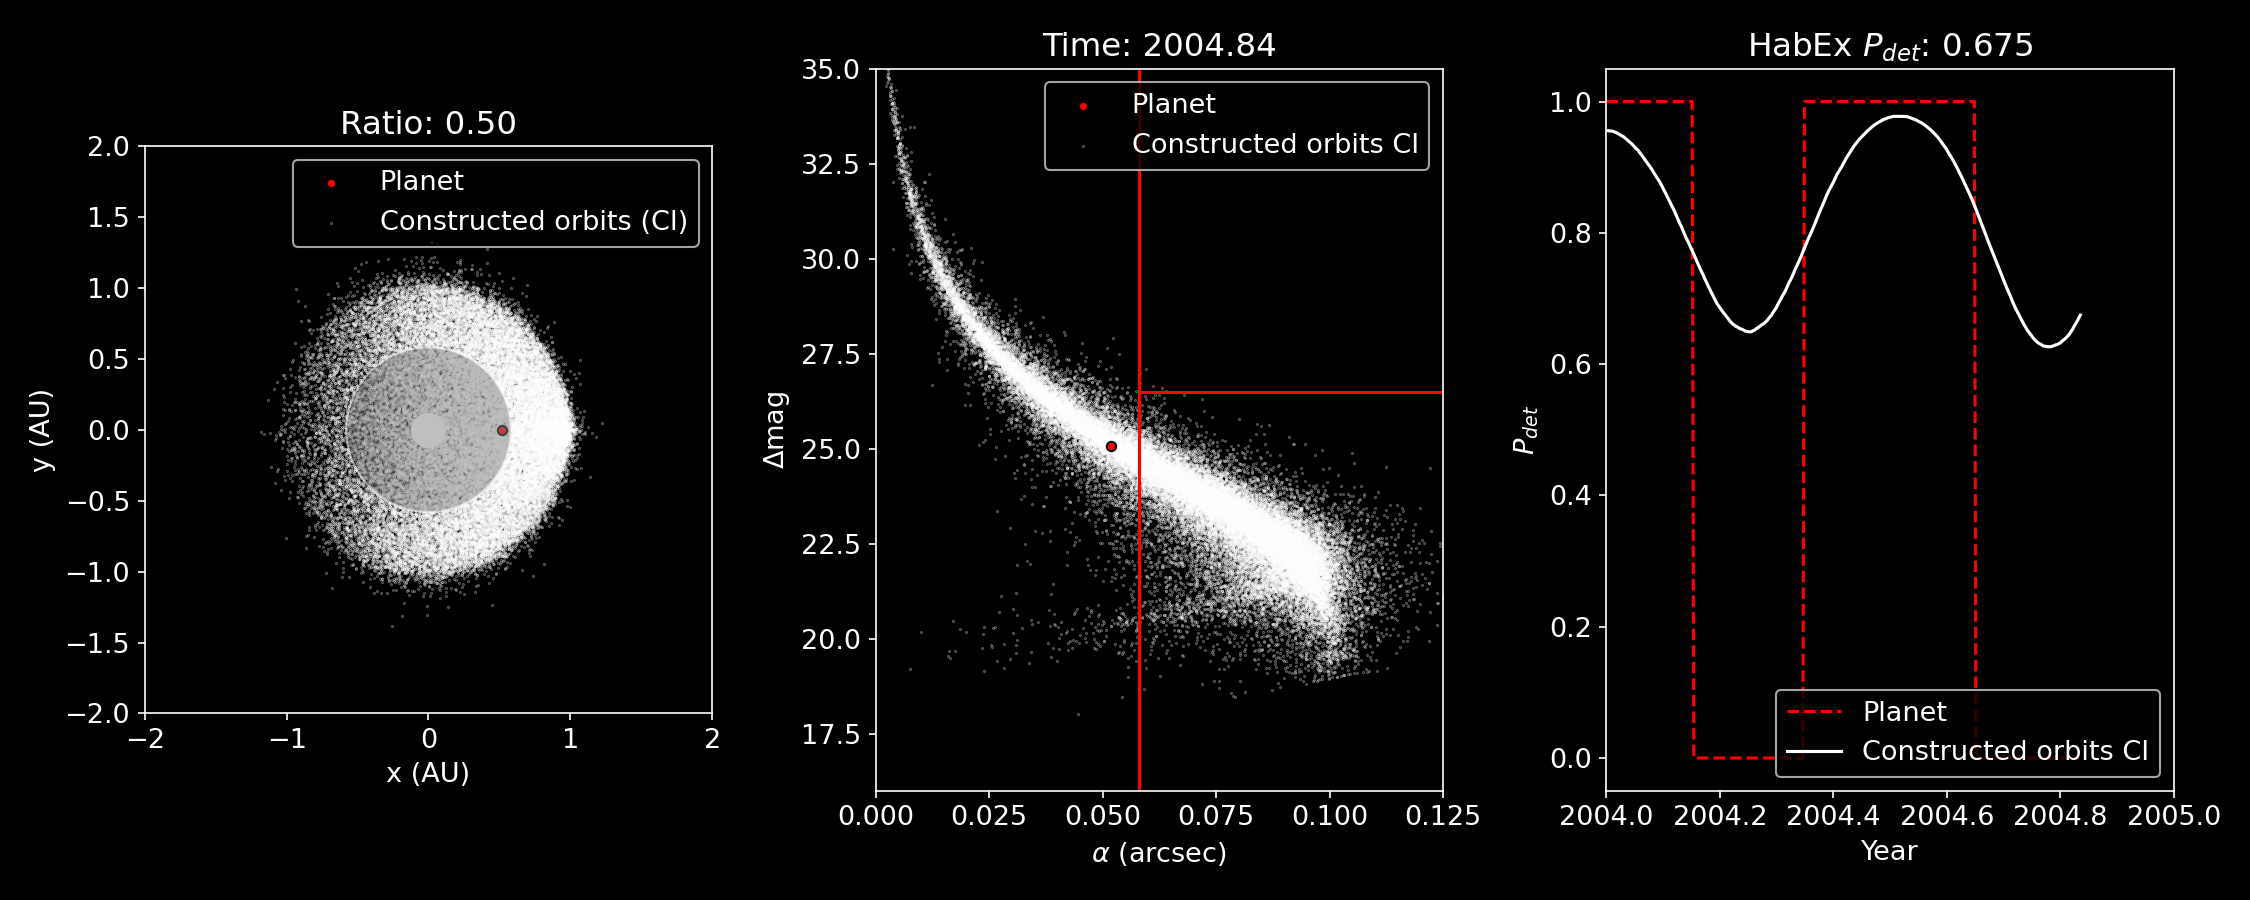 Ratio: 0.50
2.0
1.5
1.0
0.5
0.0
−0.5
−1.0
−1.5
−2.0
y (AU)
Planet
Constructed orbits (CI)
−2
−1
0
1
2
x (AU)
Time: 2004.84
35.0
32.5
30.0
27.5
25.0
22.5
20.0
17.5
Δmag
Planet
Constructed orbits CI
0.000
0.025
0.050
0.075
0.100
0.125
α (arcsec)
HabEx P_det: 0.675
1.0
0.8
0.6
0.4
0.2
0.0
P_det
Planet
Constructed orbits CI
2004.0
2004.2
2004.4
2004.6
2004.8
2005.0
Year